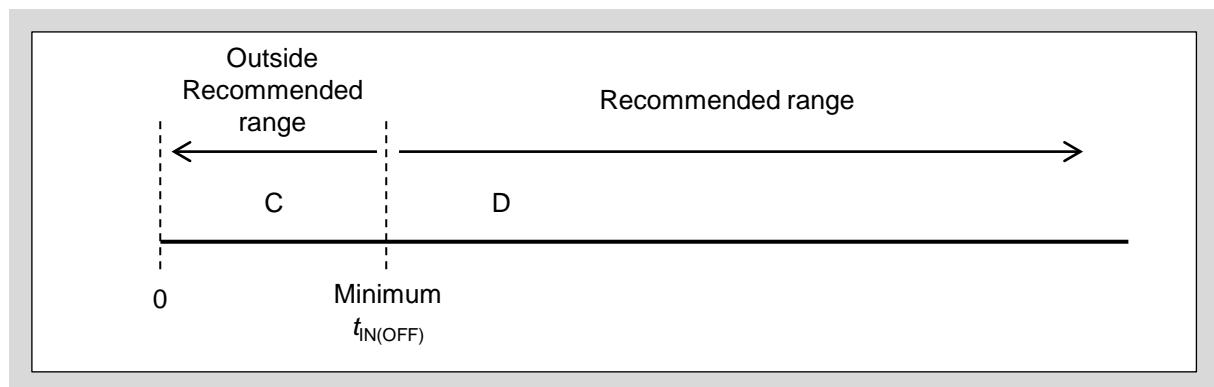 Outside
Recommended
range
Recommended range
C
D
0
Minimum
tIN(OFF)